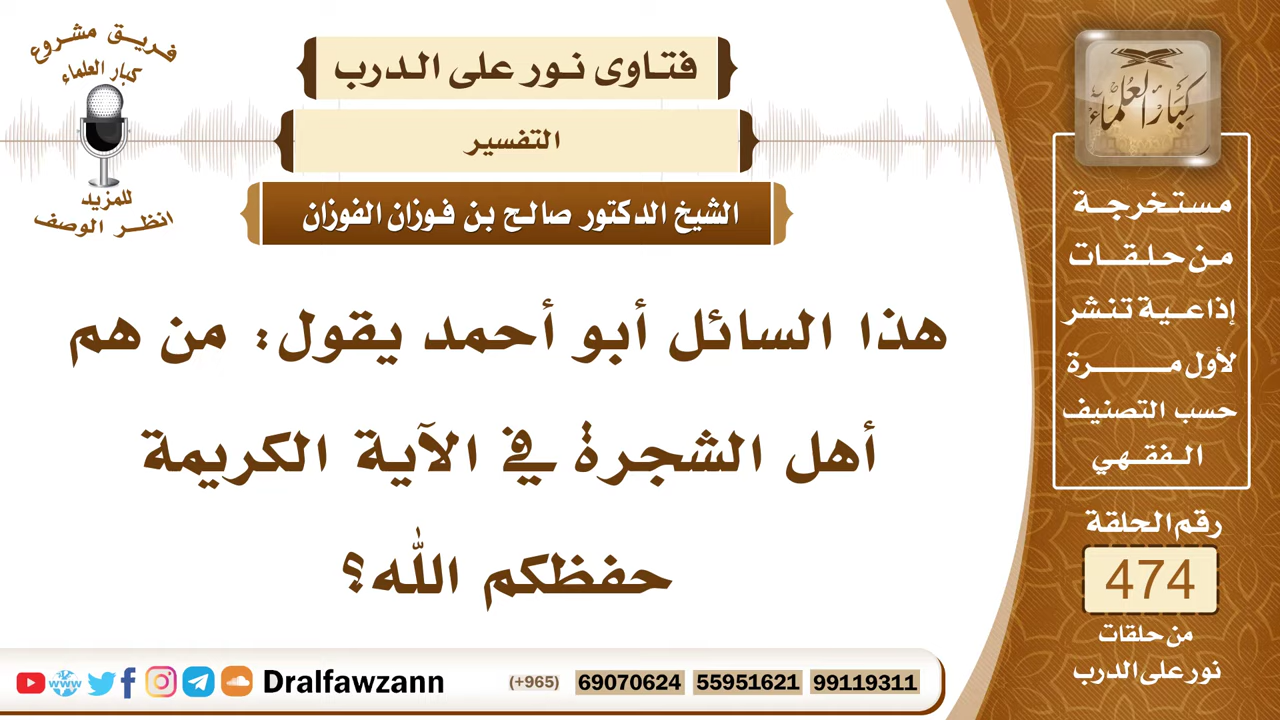 فريق مشروع
كبار العلماء
للمزيد
انظر الوصف
فتاوى نور على الدرب
التفسير
الشيخ الدكتور صالح بن فوزان الفوزان
هذا السائل أبو أحمد يقول: من هم
أهل الشجرة في الآية الكريمة
حفظكم الله؟
كبار العلماء
مستخرجة
من حلقات
إذاعية تنشر
لأول مرة
حسب التصنيف
الفقهي
رقم الحلقة
474
من حلقات
نور على الدرب
www
Dralfawzann (+965) 69070624 55951621 99119311